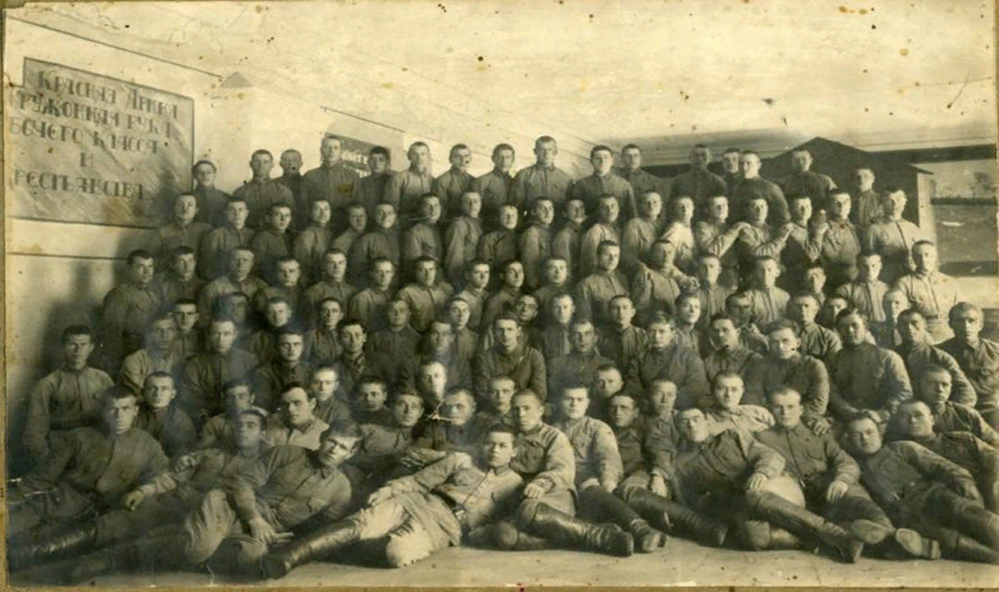 КРАСНАЯ АРМИЯ
РУЖОННАЯ РУКА
БОЧЕГО КЛАССА
И
РЕСТЬЯНСТВА